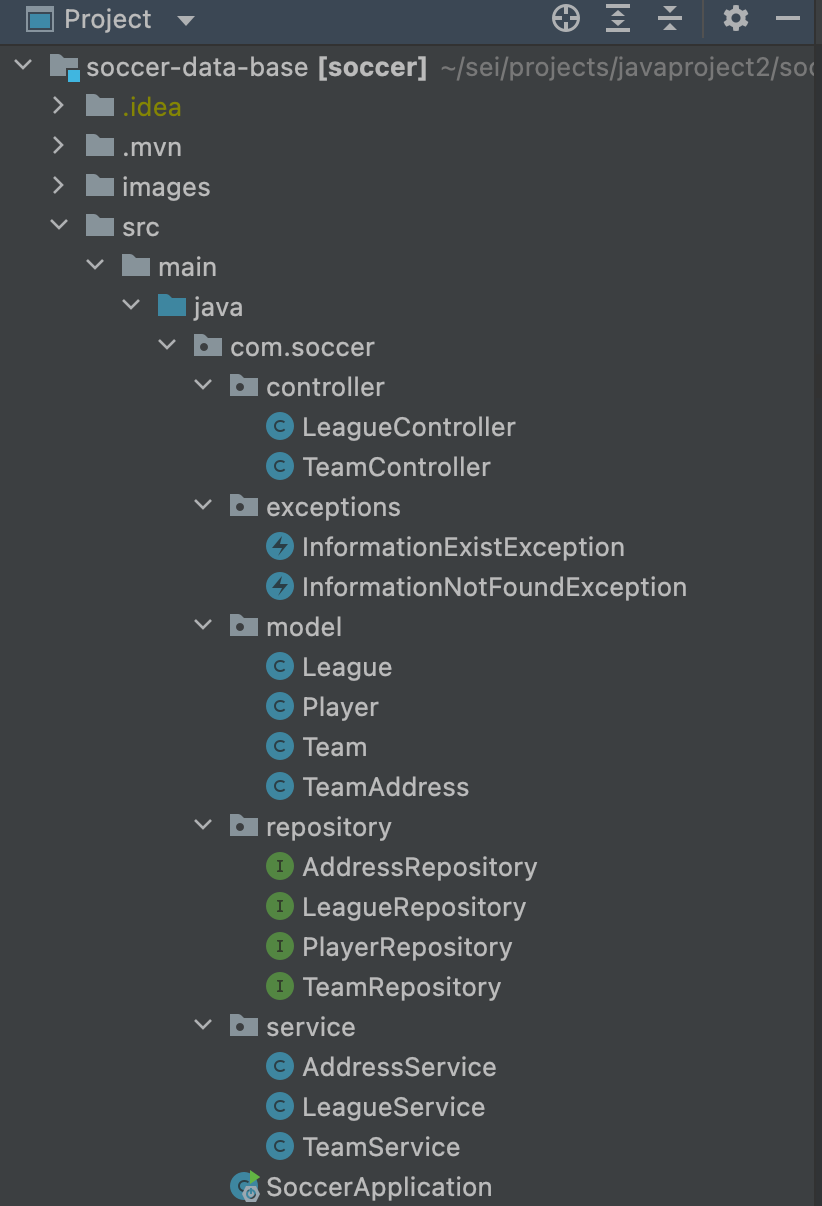 Project
soccer-data-base [soccer] ~/sei/projects/javaproject2/soc
.idea
.mvn
images
src
main
java
com.soccer
controller
C LeagueController
C TeamController
exceptions
InformationExistException
InformationNotFoundException
model
C League
C Player
C Team
C TeamAddress
repository
I AddressRepository
I LeagueRepository
I PlayerRepository
I TeamRepository
service
C AddressService
C LeagueService
C TeamService
SoccerApplication